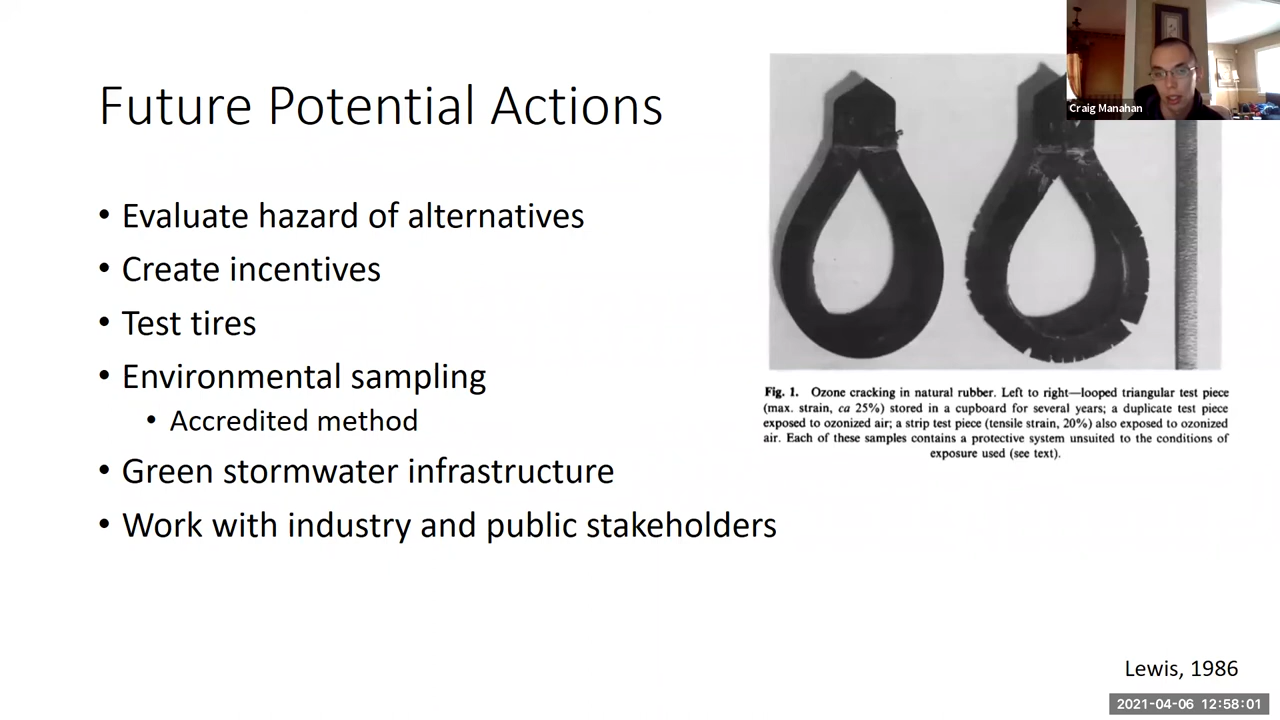 Future Potential Actions
• Evaluate hazard of alternatives
• Create incentives
• Test tires
• Environmental sampling
• Accredited method
• Green stormwater infrastructure
• Work with industry and public stakeholders
Craig Manahan
Fig. 1. Ozone cracking in natural rubber. Left to right—looped triangular test piece
(max. strain, ca 25%) stored in a cupboard for several years; a duplicate test piece
exposed to ozonized air; a strip test piece (tensile strain, 20%) also exposed to ozonized
air. Each of these samples contains a protective system unsuited to the conditions of
exposure used (see text).
Lewis, 1986
2021-04-06 12:58:01